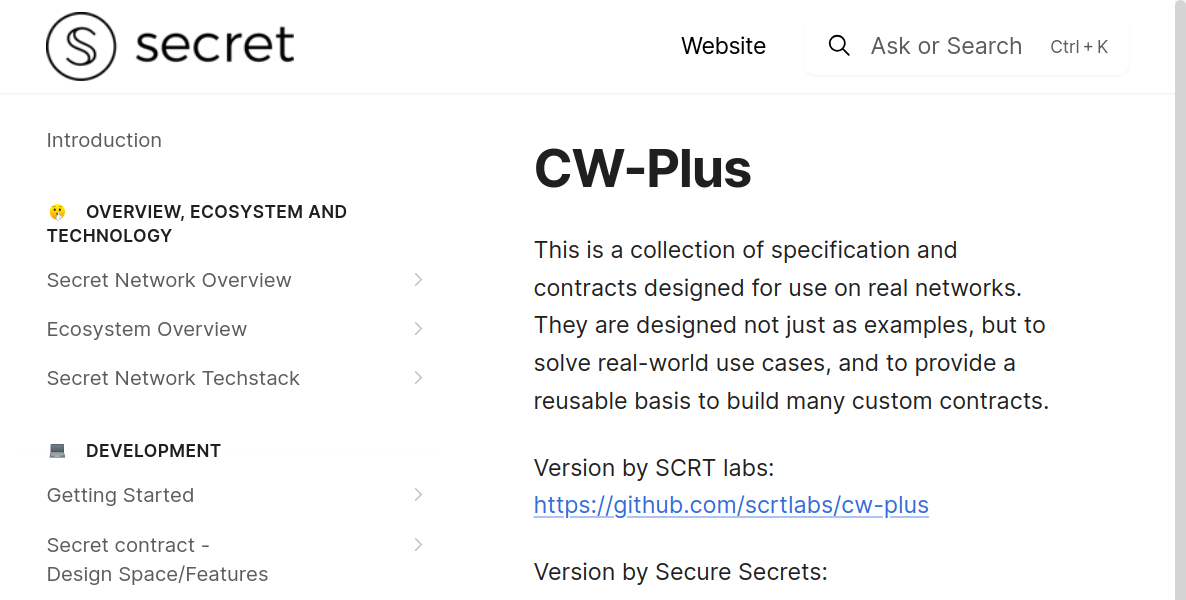 secret
Website
Ask or Search Ctrl + K
Introduction
OVERVIEW, ECOSYSTEM AND
TECHNOLOGY
Secret Network Overview
Ecosystem Overview
Secret Network Techstack
DEVELOPMENT
Getting Started
Secret contract -
Design Space/Features
CW-Plus
This is a collection of specification and
contracts designed for use on real networks.
They are designed not just as examples, but to
solve real-world use cases, and to provide a
reusable basis to build many custom contracts.
Version by SCRT labs:
https://github.com/scrtlabs/cw-plus
Version by Secure Secrets: